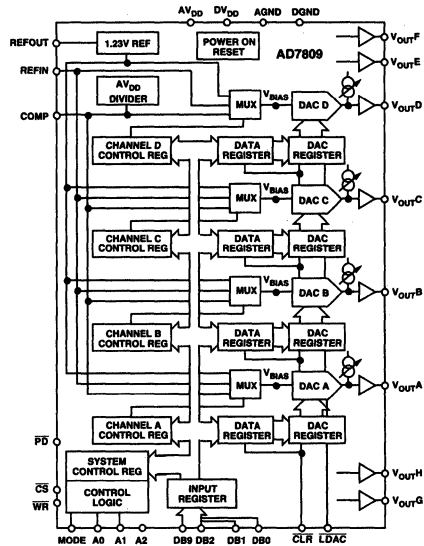 AVDD DVDD AGND DGND
REFOUT
1.23V REF
POWER ON RESET
AD7809
VOUTF
VOUTE
REFIN
AVDD DIVIDER
COMP
MUX
VBIAS
DAC D
VOUTD
CHANNEL D CONTROL REG
DATA REGISTER
DAC REGISTER
MUX
VBIAS
DAC C
VOUTC
CHANNEL C CONTROL REG
DATA REGISTER
DAC REGISTER
MUX
VBIAS
DAC B
VOUTB
CHANNEL B CONTROL REG
DATA REGISTER
DAC REGISTER
MUX
VBIAS
DAC A
VOUTA
CHANNEL A CONTROL REG
DATA REGISTER
DAC REGISTER
PD
SYSTEM CONTROL REG
CONTROL LOGIC
INPUT REGISTER
CS
WR
VOUTH
VOUTG
MODE A0 A1 A2 DB9 DB2 DB1 DB0 CLR LDAC